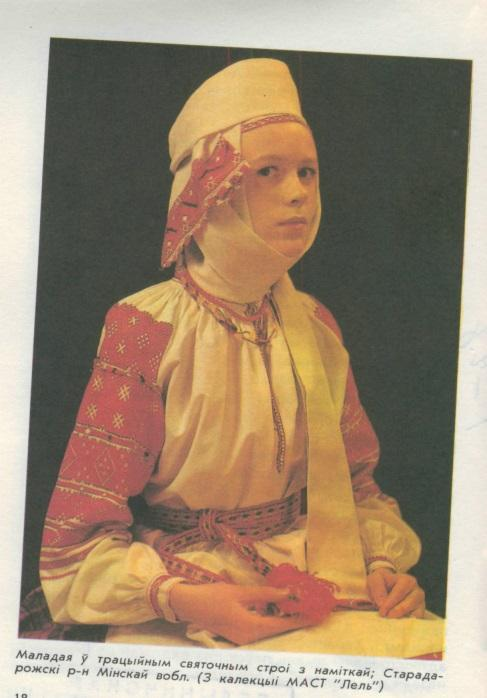 Маладая ў трацыйным святочным строі з наміткай; Старада-
рожскі р-н Мінскай вобл. (З калекцыі МАСТ "Лель")
18